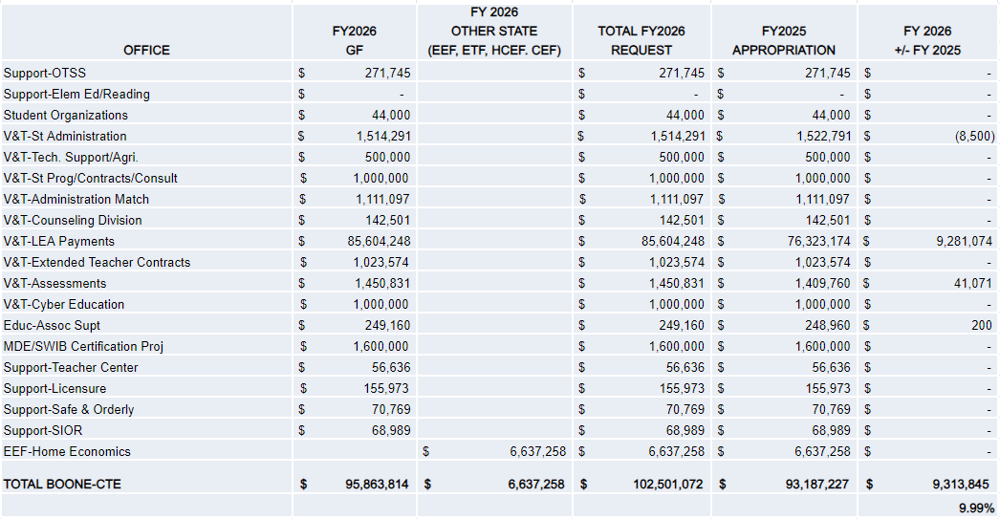 OFFICE FY2026 GF FY 2026 OTHER STATE (EEF, ETF, HCEF. CEF) TOTAL FY2026 REQUEST FY2025 APPROPRIATION FY 2026 +/- FY 2025
Support-OTSS $ 271,745 $ 271,745 $ 271,745 $ -
Support-Elem Ed/Reading $ - $ - $ - $ -
Student Organizations $ 44,000 $ 44,000 $ 44,000 $ -
V&T-St Administration $ 1,514,291 $ 1,514,291 $ 1,522,791 $ (8,500)
V&T-Tech. Support/Agri. $ 500,000 $ 500,000 $ 500,000 $ -
V&T-St Prog/Contracts/Consult $ 1,000,000 $ 1,000,000 $ 1,000,000 $ -
V&T-Administration Match $ 1,111,097 $ 1,111,097 $ 1,111,097 $ -
V&T-Counseling Division $ 142,501 $ 142,501 $ 142,501 $ -
V&T-LEA Payments $ 85,604,248 $ 85,604,248 $ 76,323,174 $ 9,281,074
V&T-Extended Teacher Contracts $ 1,023,574 $ 1,023,574 $ 1,023,574 $ -
V&T-Assessments $ 1,450,831 $ 1,450,831 $ 1,409,760 $ 41,071
V&T-Cyber Education $ 1,000,000 $ 1,000,000 $ 1,000,000 $ -
Educ-Assoc Supt $ 249,160 $ 249,160 $ 248,960 $ 200
MDE/SWIB Certification Proj $ 1,600,000 $ 1,600,000 $ 1,600,000 $ -
Support-Teacher Center $ 56,636 $ 56,636 $ 56,636 $ -
Support-Licensure $ 155,973 $ 155,973 $ 155,973 $ -
Support-Safe & Orderly $ 70,769 $ 70,769 $ 70,769 $ -
Support-SIOR $ 68,989 $ 68,989 $ 68,989 $ -
EEF-Home Economics $ 6,637,258 $ 6,637,258 $ 6,637,258 $ -
TOTAL BOONE-CTE $ 95,863,814 $ 6,637,258 $ 102,501,072 $ 93,187,227 $ 9,313,845
9.99%